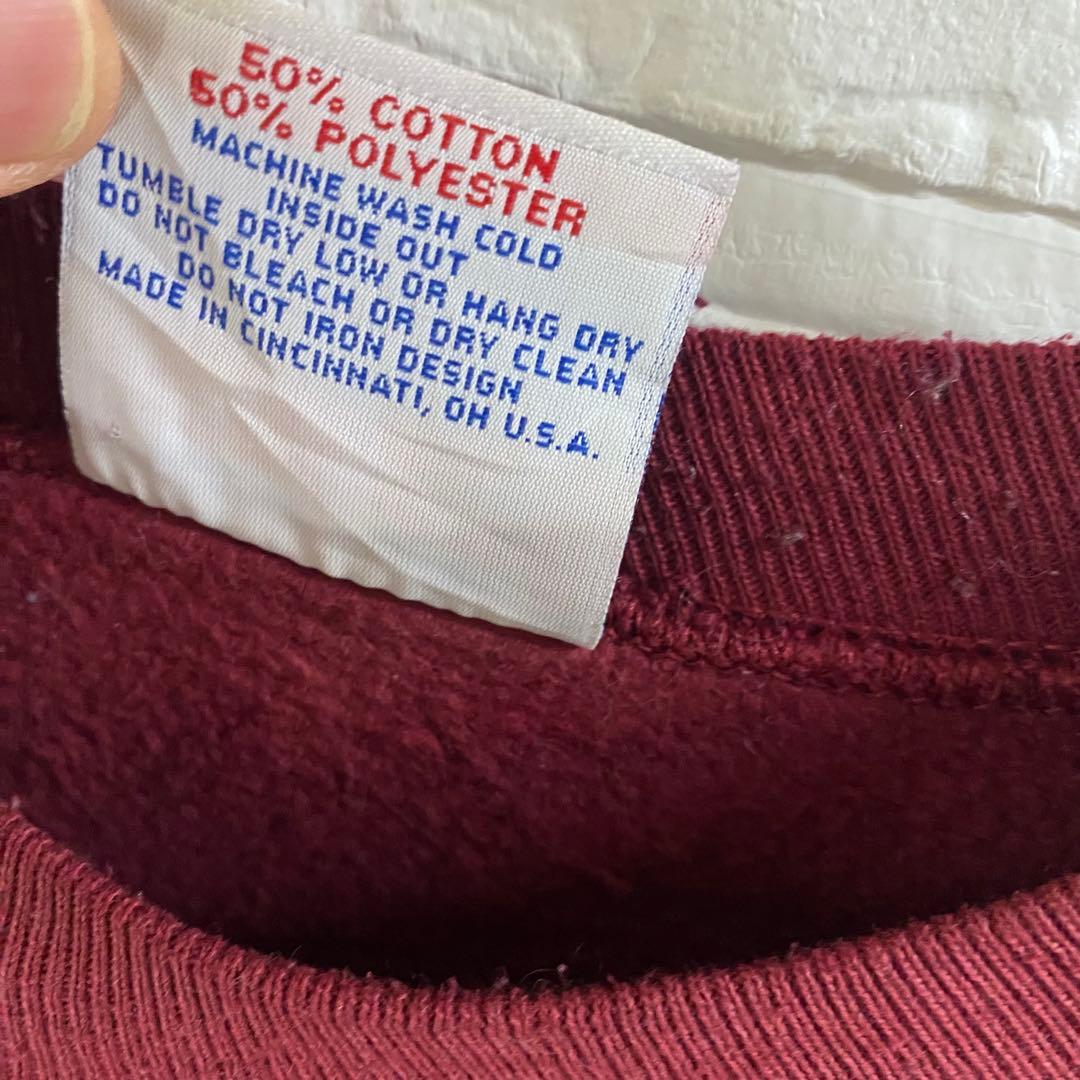 50% COTTON
50% POLYESTER
MACHINE WASH COLD
INSIDE OUT
TUMBLE DRY LOW OR HANG DRY
DO NOT BLEACH OR DRY CLEAN
DO NOT IRON DESIGN
MADE IN CINCINNATI, OH U.S.A.